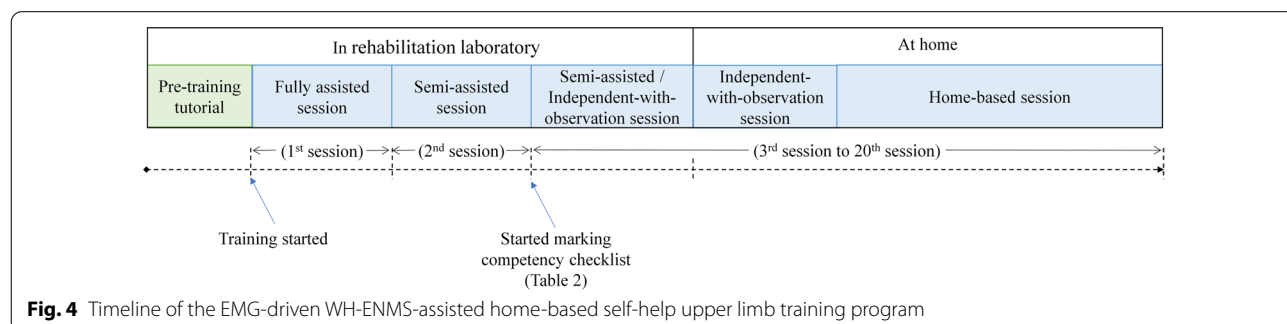 In rehabilitation laboratory
At home
Pre-training
tutorial
Fully assisted
session
Semi-assisted
session
Semi-assisted /
Independent-with-
observation session
Independent-
with-observation
session
Home-based session
(1st session)
(2nd session)
(3rd session to 20th session)
Training started
Started marking
competency checklist
(Table 2)
Fig. 4 Timeline of the EMG-driven WH-ENMS-assisted home-based self-help upper limb training program